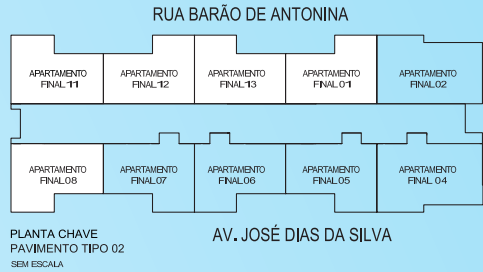 RUA BARÃO DE ANTONINA
APARTAMENTO
FINAL 11
APARTAMENTO
FINAL 12
APARTAMENTO
FINAL 13
APARTAMENTO
FINAL 01
APARTAMENTO
FINAL 02
APARTAMENTO
FINAL 08
APARTAMENTO
FINAL 07
APARTAMENTO
FINAL 06
APARTAMENTO
FINAL 05
APARTAMENTO
FINAL 04
PLANTA CHAVE
PAVIMENTO TIPO 02
SEM ESCALA
AV. JOSÉ DIAS DA SILVA